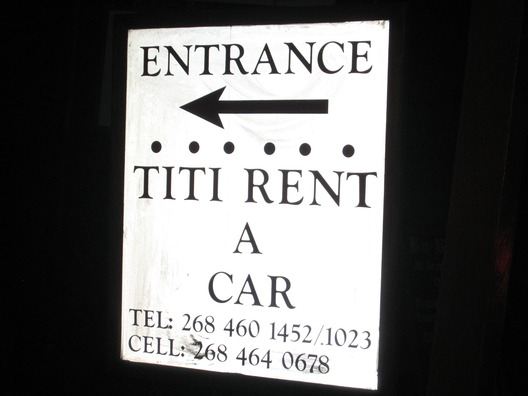 ENTRANCE
TITI RENT
A
CAR
TEL: 268 460 1452/.1023
CELL: 268 464 0678